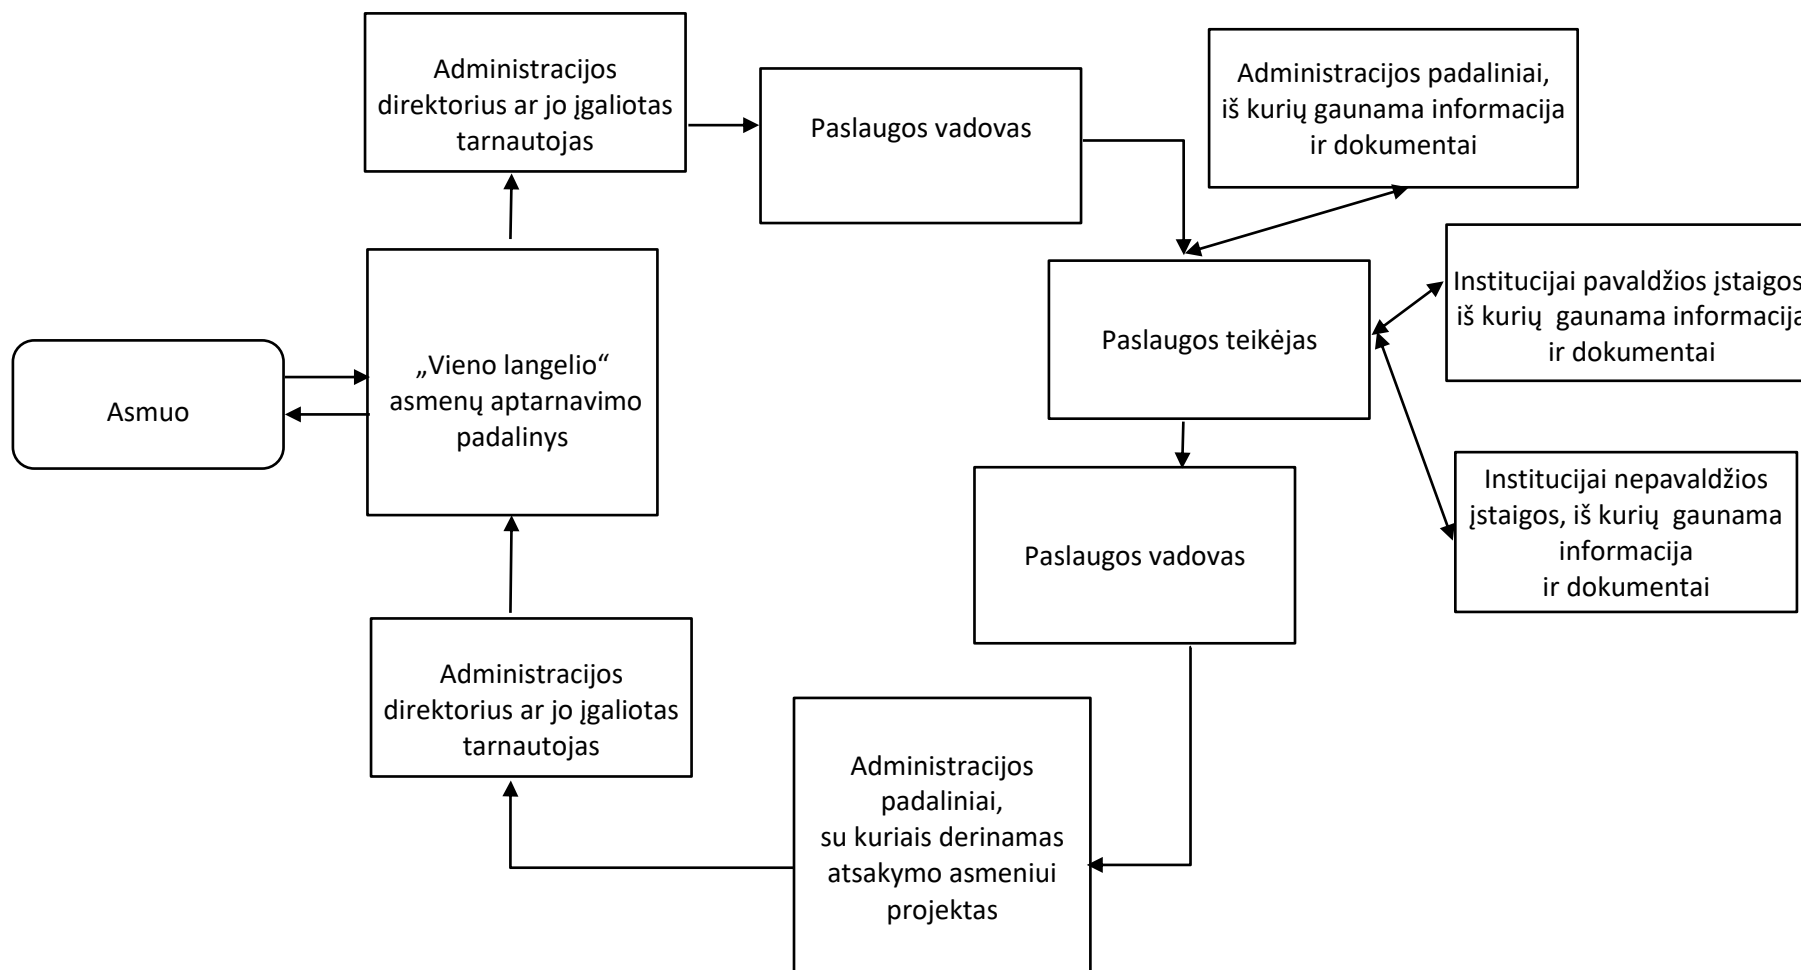 Administracijos
direktorius ar jo įgaliotas
tarnautojas
Paslaugos vadovas
Administracijos padaliniai,
iš kurių gaunama informacija
ir dokumentai
Institucijai pavaldžios įstaigos
iš kurių  gaunama informacija
ir dokumentai
Paslaugos teikėjas
„Vieno langelio“
asmenų aptarnavimo
padalinys
Asmuo
Institucijai nepavaldžios
įstaigos, iš kurių  gaunama
informacija
ir dokumentai
Paslaugos vadovas
Administracijos
direktorius ar jo įgaliotas
tarnautojas
Administracijos
padaliniai,
su kuriais derinamas
atsakymo asmeniui
projektas